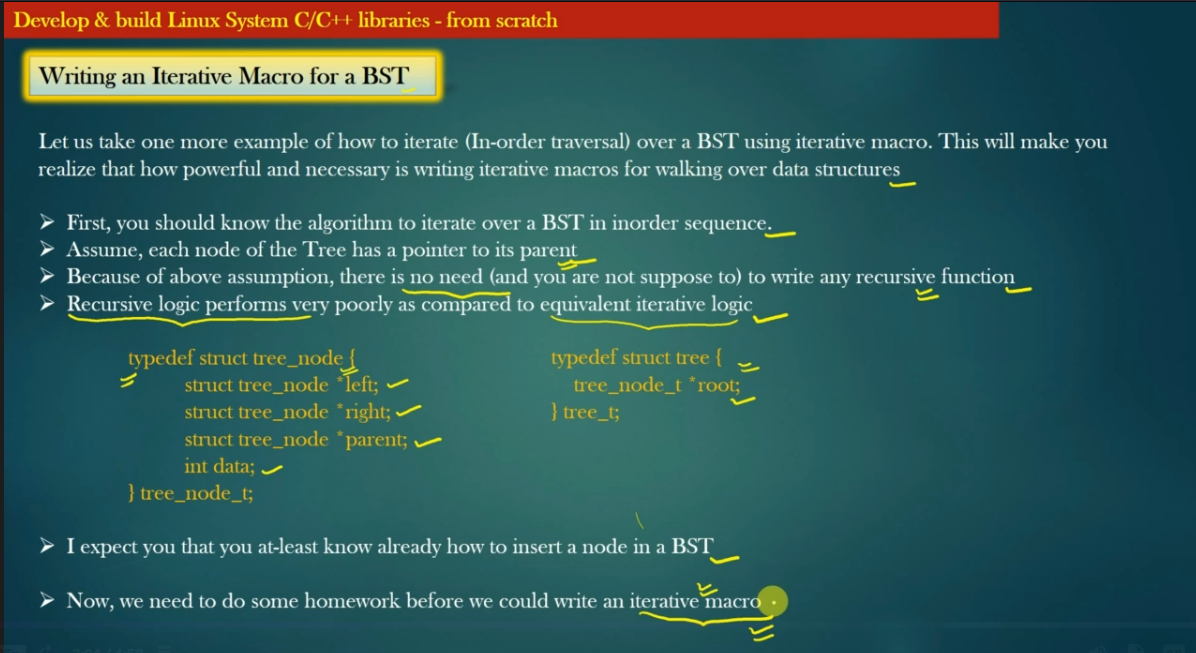 Develop & build Linux System C/C++ libraries - from scratch
Writing an Iterative Macro for a BST
Let us take one more example of how to iterate (In-order traversal) over a BST using iterative macro. This will make you
realize that how powerful and necessary is writing iterative macros for walking over data structures
➤ First, you should know the algorithm to iterate over a BST in inorder sequence.
➤ Assume, each node of the Tree has a pointer to its parent
➤ Because of above assumption, there is no need (and you are not suppose to) to write any recursive function
➤ Recursive logic performs very poorly as compared to equivalent iterative logic
typedef struct tree_node {
struct tree_node *left;
struct tree_node *right;
struct tree_node *parent;
int data;
} tree_node_t;
typedef struct tree {
tree_node_t *root;
} tree_t;
➤ I expect you that you at-least know already how to insert a node in a BST
➤ Now, we need to do some homework before we could write an iterative macro